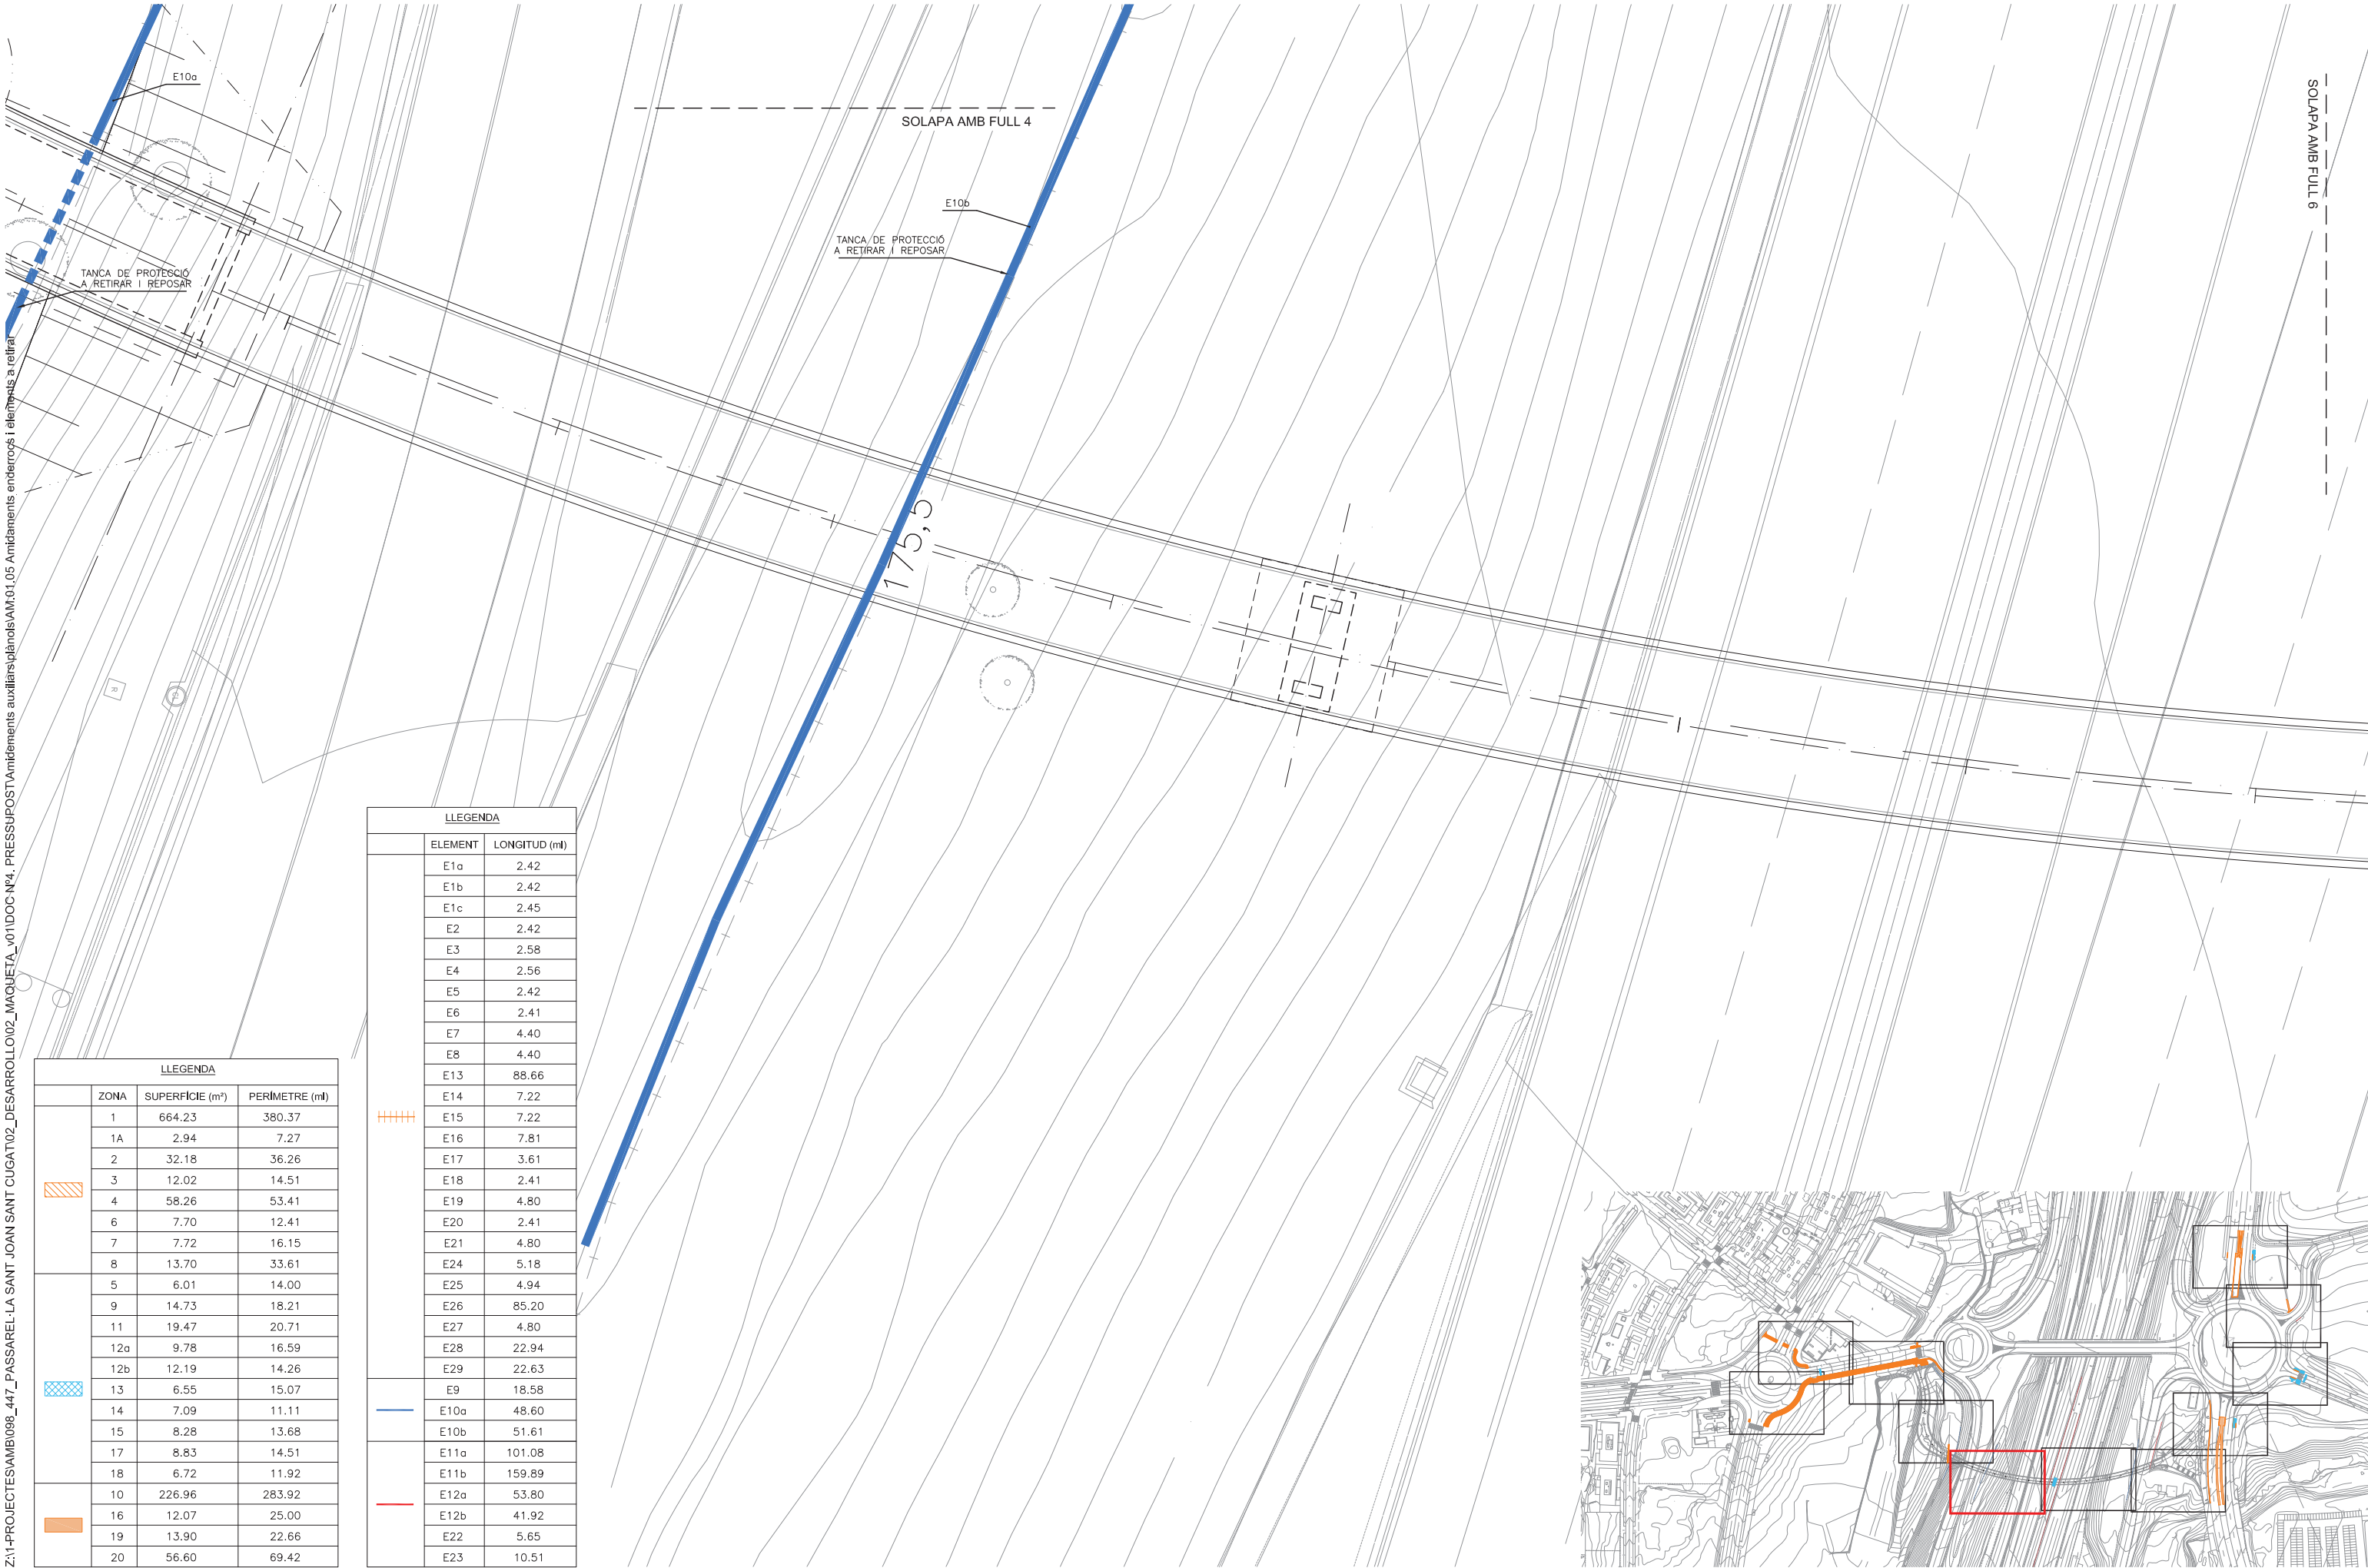 E10a
SOLAPA AMB FULL 4
SOLAPA AMB FULL 6
E10b
TANCA DE PROTECCIÓ
A RETIRAR I REPOSAR
TANCA DE PROTECCIÓ
A RETIRAR I REPOSAR
175,5
R
Z:\1-PROJECTES\AMB\098_447_PASSAREL·LA SANT JOAN SANT CUGAT\02_DESARROLLO\02_MAQUETA_v01\DOC Nº4. PRESSUPOST\Amidements auxiliars\plànols\AM.01.05 Amidaments enderrocs i elements a retirar
LLEGENDA
ELEMENT LONGITUD (ml)
E1a 2.42
E1b 2.42
E1c 2.45
E2 2.42
E3 2.58
E4 2.56
E5 2.42
E6 2.41
E7 4.40
E8 4.40
E13 88.66
E14 7.22
E15 7.22
E16 7.81
E17 3.61
E18 2.41
E19 4.80
E20 2.41
E21 4.80
E24 5.18
E25 4.94
E26 85.20
E27 4.80
E28 22.94
E29 22.63
E9 18.58
E10a 48.60
E10b 51.61
E11a 101.08
E11b 159.89
E12a 53.80
E12b 41.92
E22 5.65
E23 10.51
LLEGENDA
ZONA SUPERFÍCIE (m²) PERÍMETRE (ml)
1 664.23 380.37
1A 2.94 7.27
2 32.18 36.26
3 12.02 14.51
4 58.26 53.41
6 7.70 12.41
7 7.72 16.15
8 13.70 33.61
5 6.01 14.00
9 14.73 18.21
11 19.47 20.71
12a 9.78 16.59
12b 12.19 14.26
13 6.55 15.07
14 7.09 11.11
15 8.28 13.68
17 8.83 14.51
18 6.72 11.92
10 226.96 283.92
16 12.07 25.00
19 13.90 22.66
20 56.60 69.42